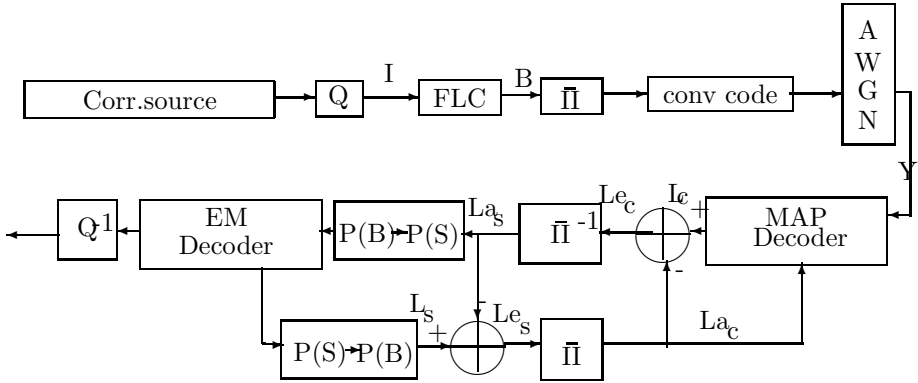 Corr.source
Q
I
FLC
B
Π̄
conv code
A
W
G
N
Y
Q-1
EM
Decoder
P(B)
P(S)
La_s
Π̄ -1
Le_c
L_c
+
-
MAP
Decoder
P(S)
P(B)
L_s
+
-
Le_s
Π̄
La_c